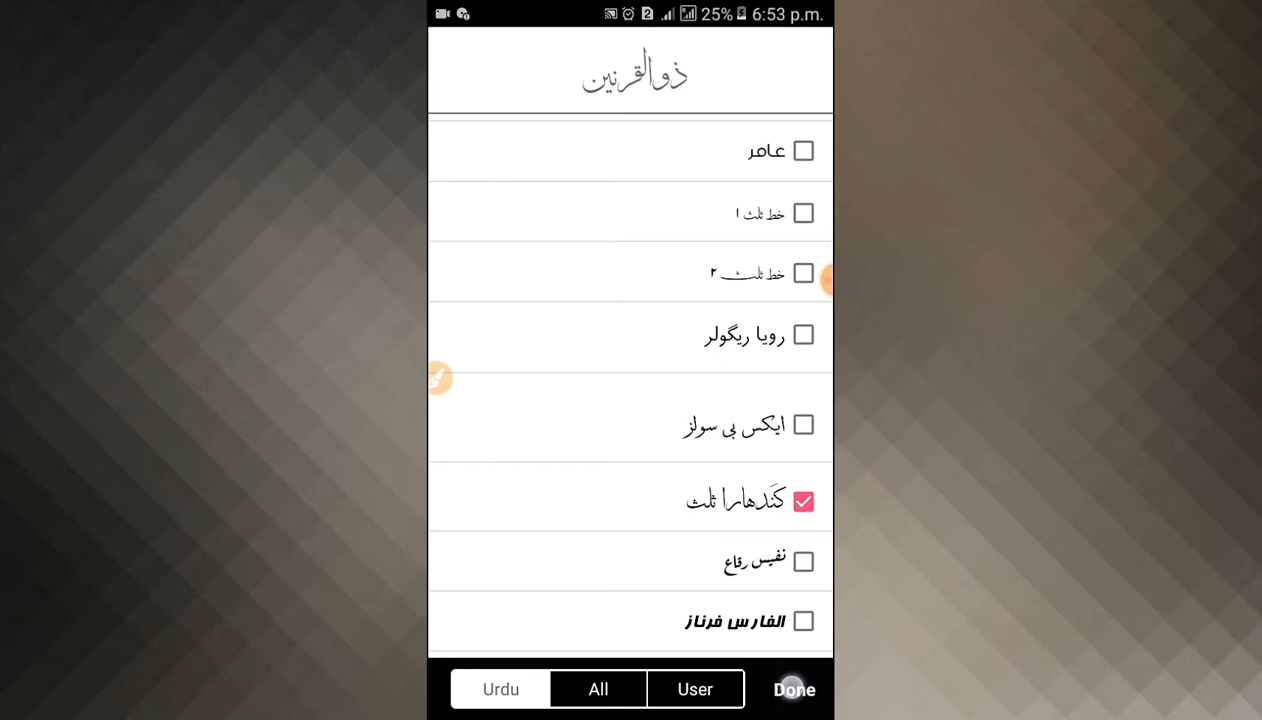 25% 6:53 p.m.
ذوالقرنین
عامر
خط ثلث ۱
خط ثلث ۲
رویا ریگولر
ایکس بی سولز
کَندھارا ثلث
نفیس رقاع
الفارس فرناز
Urdu All User Done